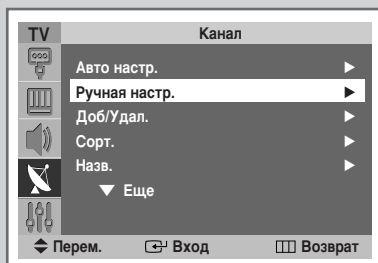 TV Канал
Авто настр.
Ручная настр.
Доб/Удал.
Сорт.
Назв.
▼ Еще
Перем. Вход Возврат